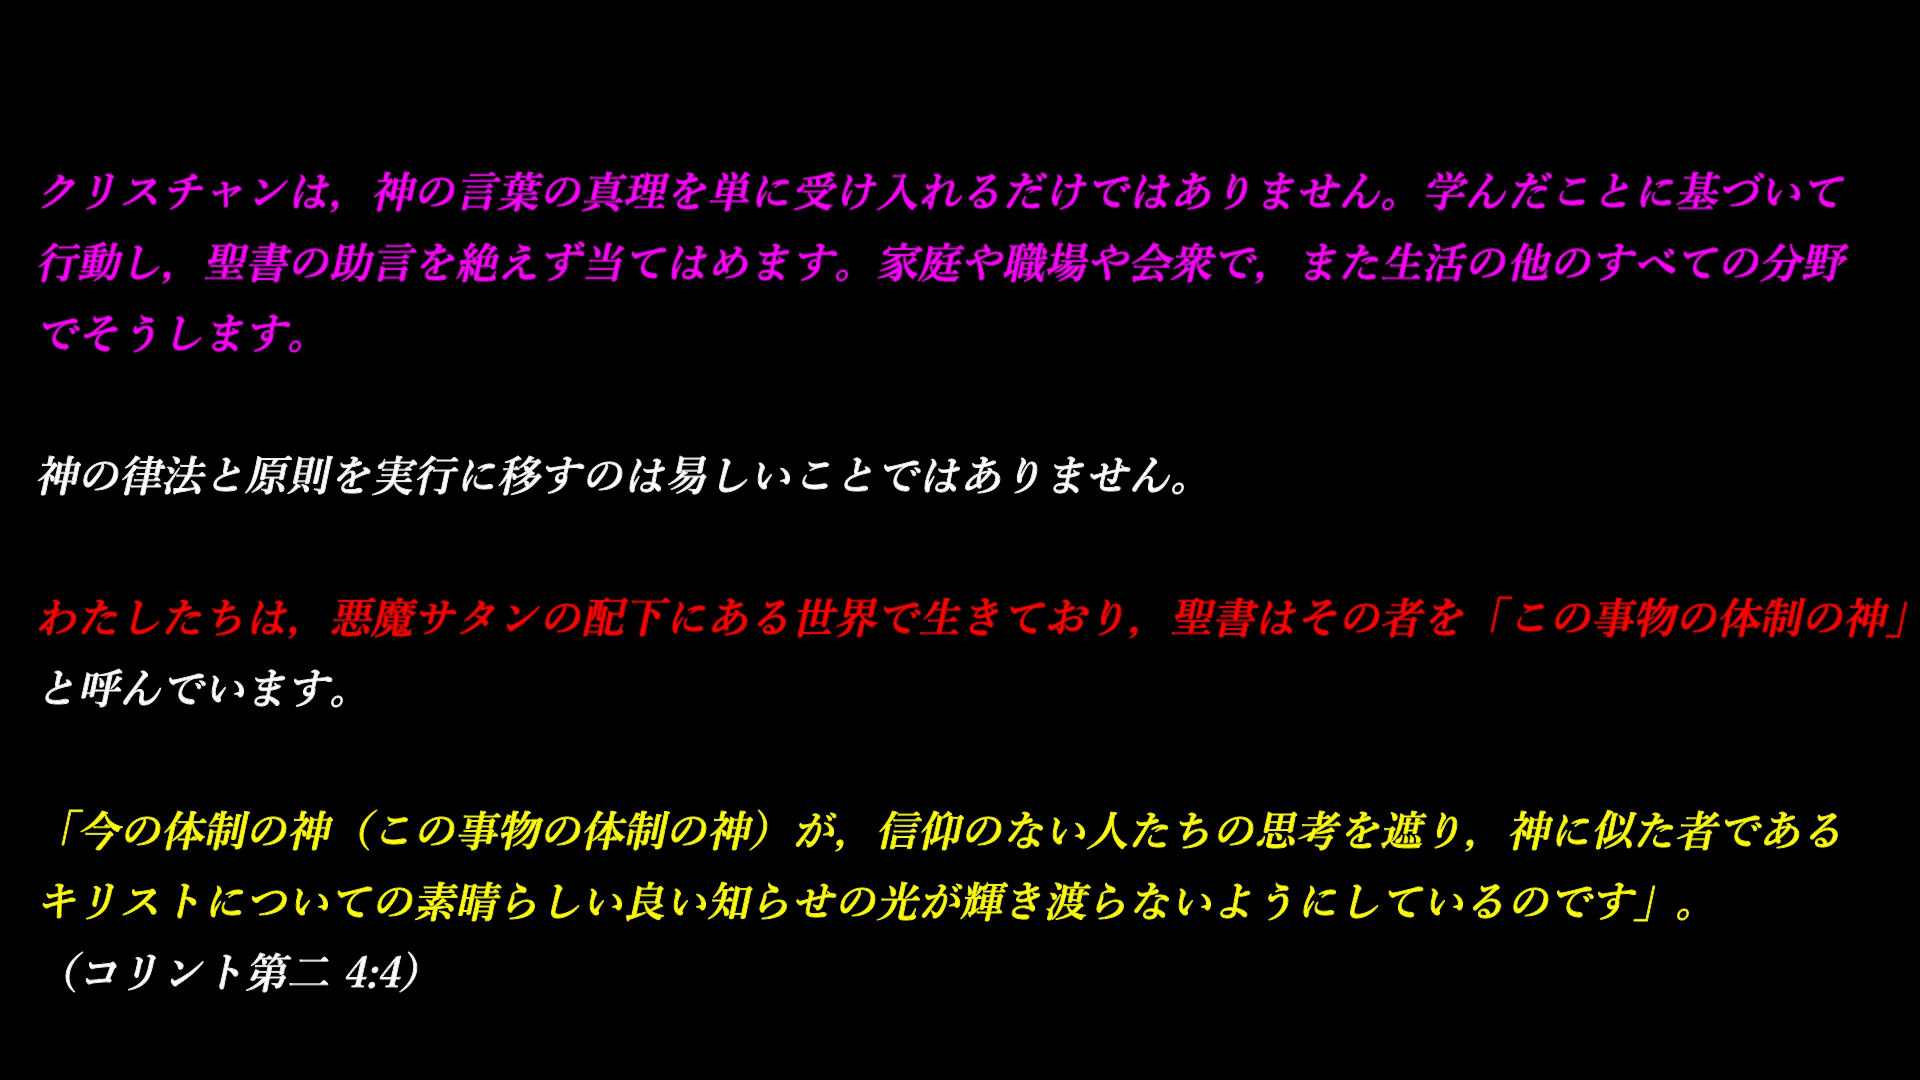 クリスチャンは，神の言葉の真理を単に受け入れるだけではありません。学んだことに基づいて
行動し，聖書の助言を絶えず当てはめます。家庭や職場や会衆で，また生活の他のすべての分野
でそうします。
神の律法と原則を実行に移すのは易しいことではありません。
わたしたちは，悪魔サタンの配下にある世界で生きており，聖書はその者を「この事物の体制の神」
と呼んでいます。
「今の体制の神（この事物の体制の神）が，信仰のない人たちの思考を遮り，神に似た者である
キリストについての素晴らしい良い知らせの光が輝き渡らないようにしているのです」。
（コリント第二 4:4）